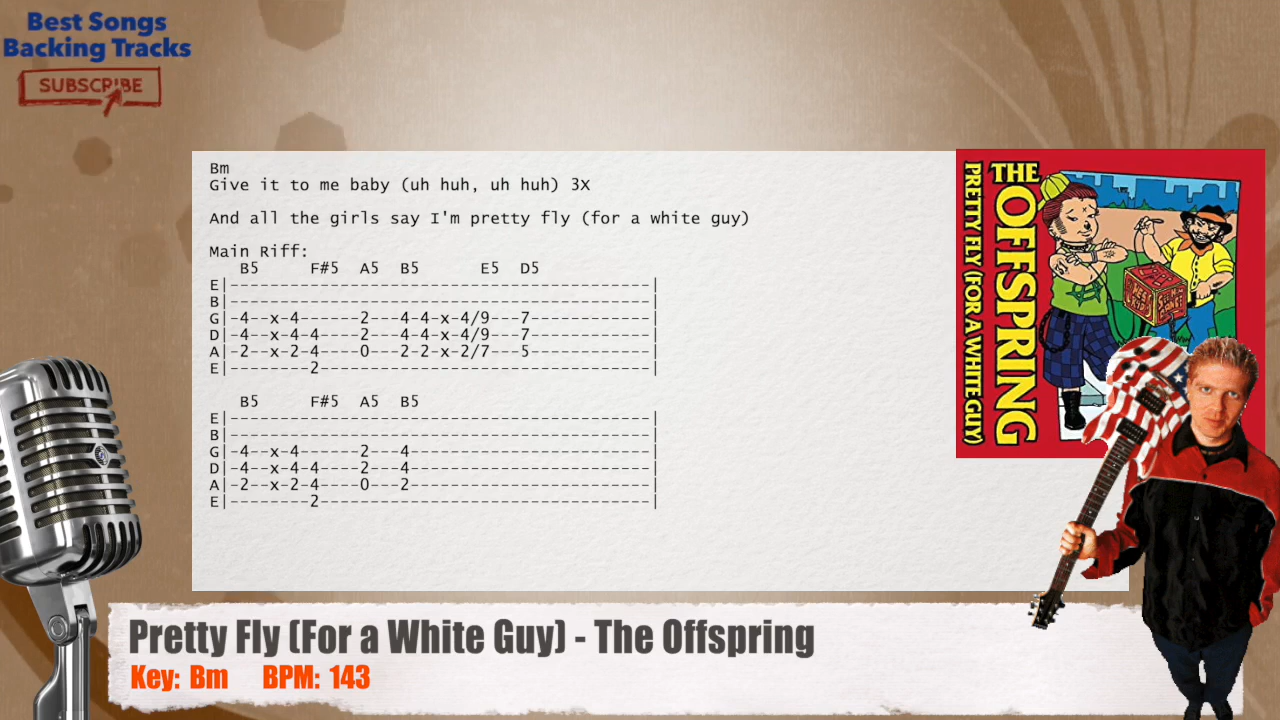 Best Songs
Backing Tracks
SUBSCRIBE
Bm
Give it to me baby (uh huh, uh huh) 3x
And all the girls say I'm pretty fly (for a white guy)
Main Riff:
   B5     F#5  A5  B5      E5  D5
E|------------------------------------------|
B|------------------------------------------|
G|-4--x-4------2---4-4-x-4/9---7------------|
D|-4--x-4-4----2---4-4-x-4/9---7------------|
A|-2--x-2-4----0---2-2-x-2/7---5------------|
E|--------2---------------------------------|
   B5     F#5  A5  B5
E|------------------------------------------|
B|------------------------------------------|
G|-4--x-4------2---4------------------------|
D|-4--x-4-4----2---4------------------------|
A|-2--x-2-4----0---2------------------------|
E|--------2---------------------------------|
THE
OFFSPRING
PRETTY FLY (FOR A WHITE GUY)
Pretty Fly (For a White Guy) - The Offspring
Key: Bm BPM: 143